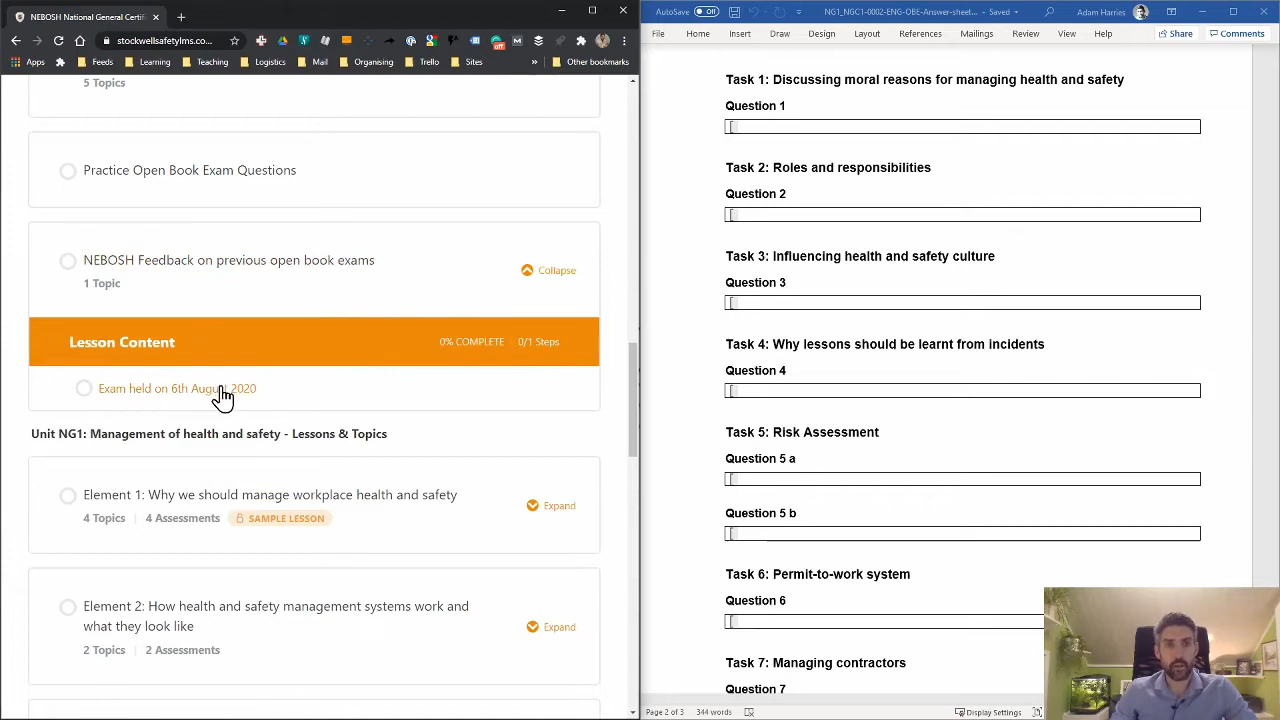 NEBOSH National General Certifi
stockwellsafetylms.com
off
Apps
Feeds
Learning
Teaching
Logistics
Mail
Organising
Trello
Sites
»
Other bookmarks
5 Topics
Practice Open Book Exam Questions
NEBOSH Feedback on previous open book exams
1 Topic
Collapse
Lesson Content
0% COMPLETE
0/1 Steps
Exam held on 6th August 2020
Unit NG1: Management of health and safety - Lessons & Topics
Element 1: Why we should manage workplace health and safety
4 Topics | 4 Assessments
SAMPLE LESSON
Expand
Element 2: How health and safety management systems work and
what they look like
2 Topics | 2 Assessments
Expand
AutoSave Off
NG1_NGC1-0002-ENG-OBE-Answer-sheet... - Saved
Adam Harries
File Home Insert Draw Design Layout References Mailings Review View Help
Share
Comments
Task 1: Discussing moral reasons for managing health and safety
Question 1
Task 2: Roles and responsibilities
Question 2
Task 3: Influencing health and safety culture
Question 3
Task 4: Why lessons should be learnt from incidents
Question 4
Task 5: Risk Assessment
Question 5 a
Question 5 b
Task 6: Permit-to-work system
Question 6
Task 7: Managing contractors
Question 7
Page 2 of 3
344 words
Display Settings